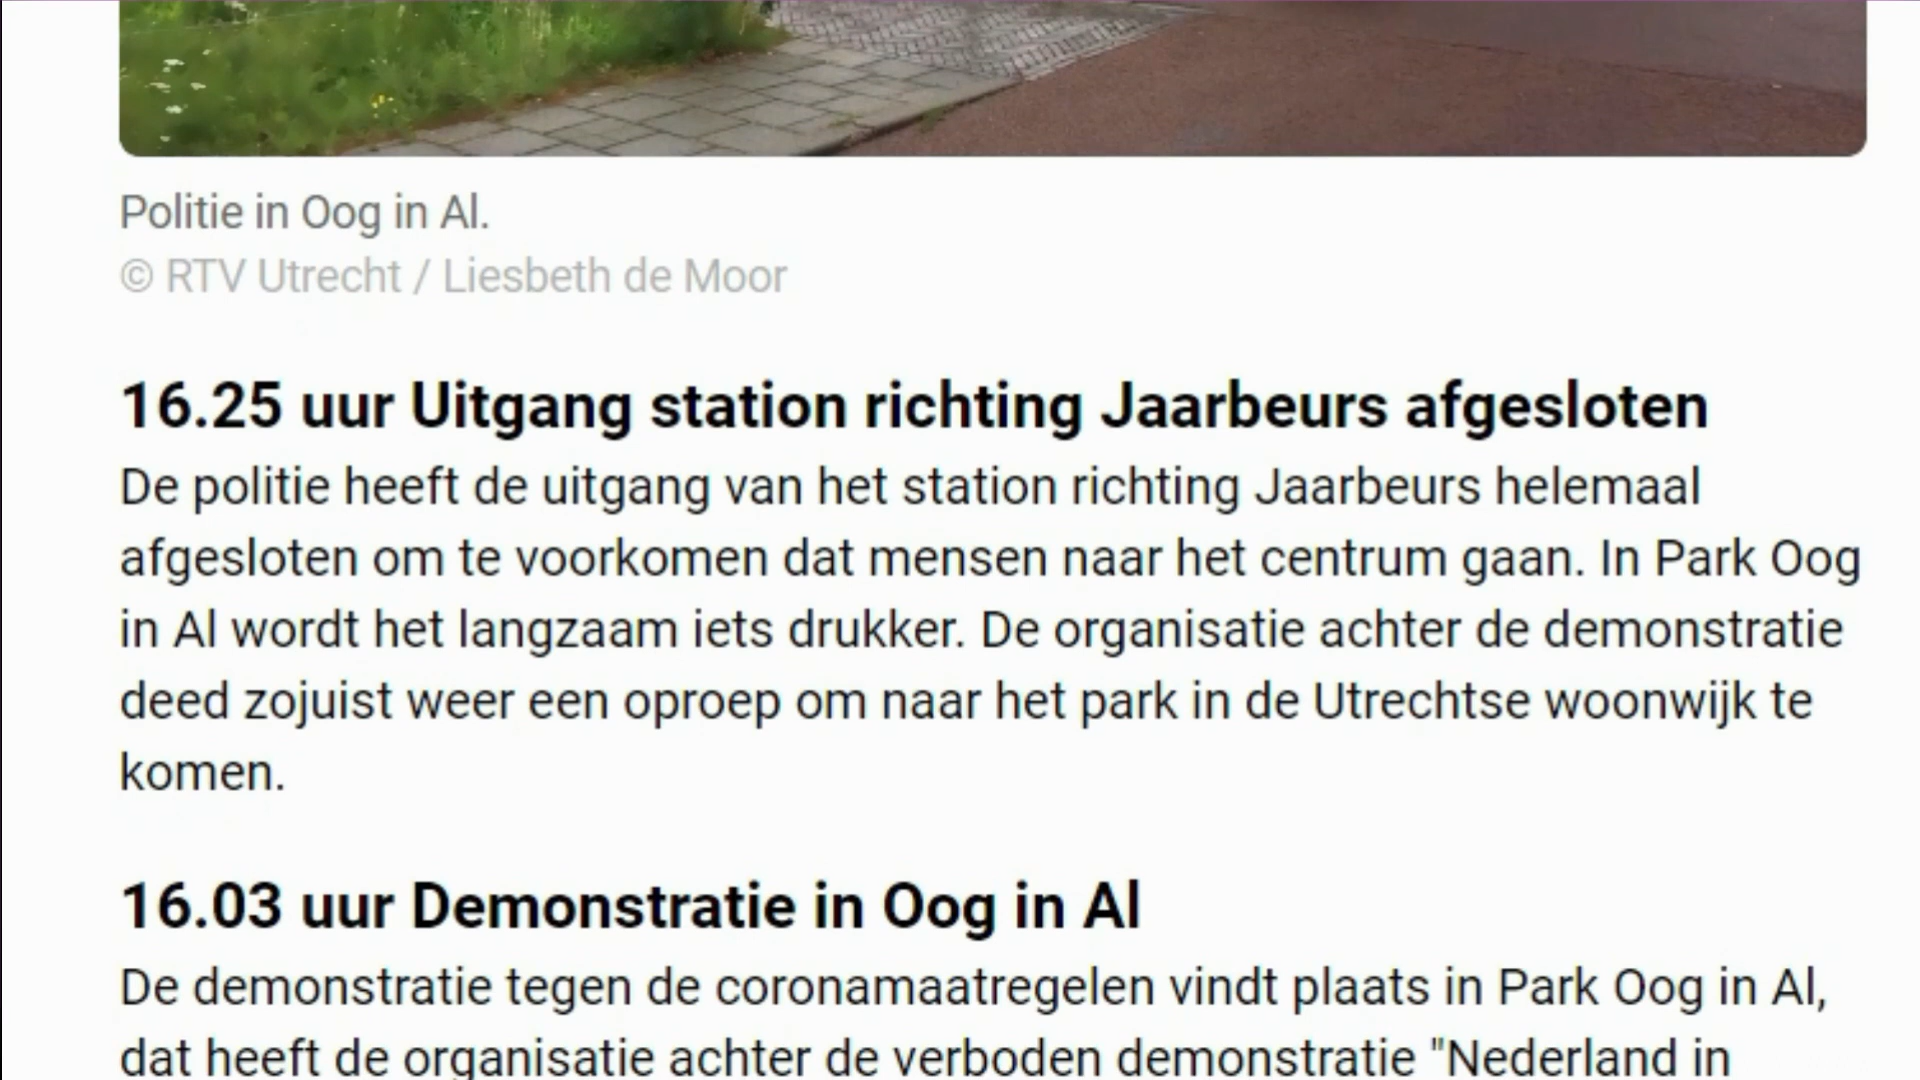 Politie in Oog in Al.
© RTV Utrecht / Liesbeth de Moor
16.25 uur Uitgang station richting Jaarbeurs afgesloten
De politie heeft de uitgang van het station richting Jaarbeurs helemaal
afgesloten om te voorkomen dat mensen naar het centrum gaan. In Park Oog
in Al wordt het langzaam iets drukker. De organisatie achter de demonstratie
deed zojuist weer een oproep om naar het park in de Utrechtse woonwijk te
komen.
16.03 uur Demonstratie in Oog in Al
De demonstratie tegen de coronamaatregelen vindt plaats in Park Oog in Al,
dat heeft de organisatie achter de verboden demonstratie "Nederland in